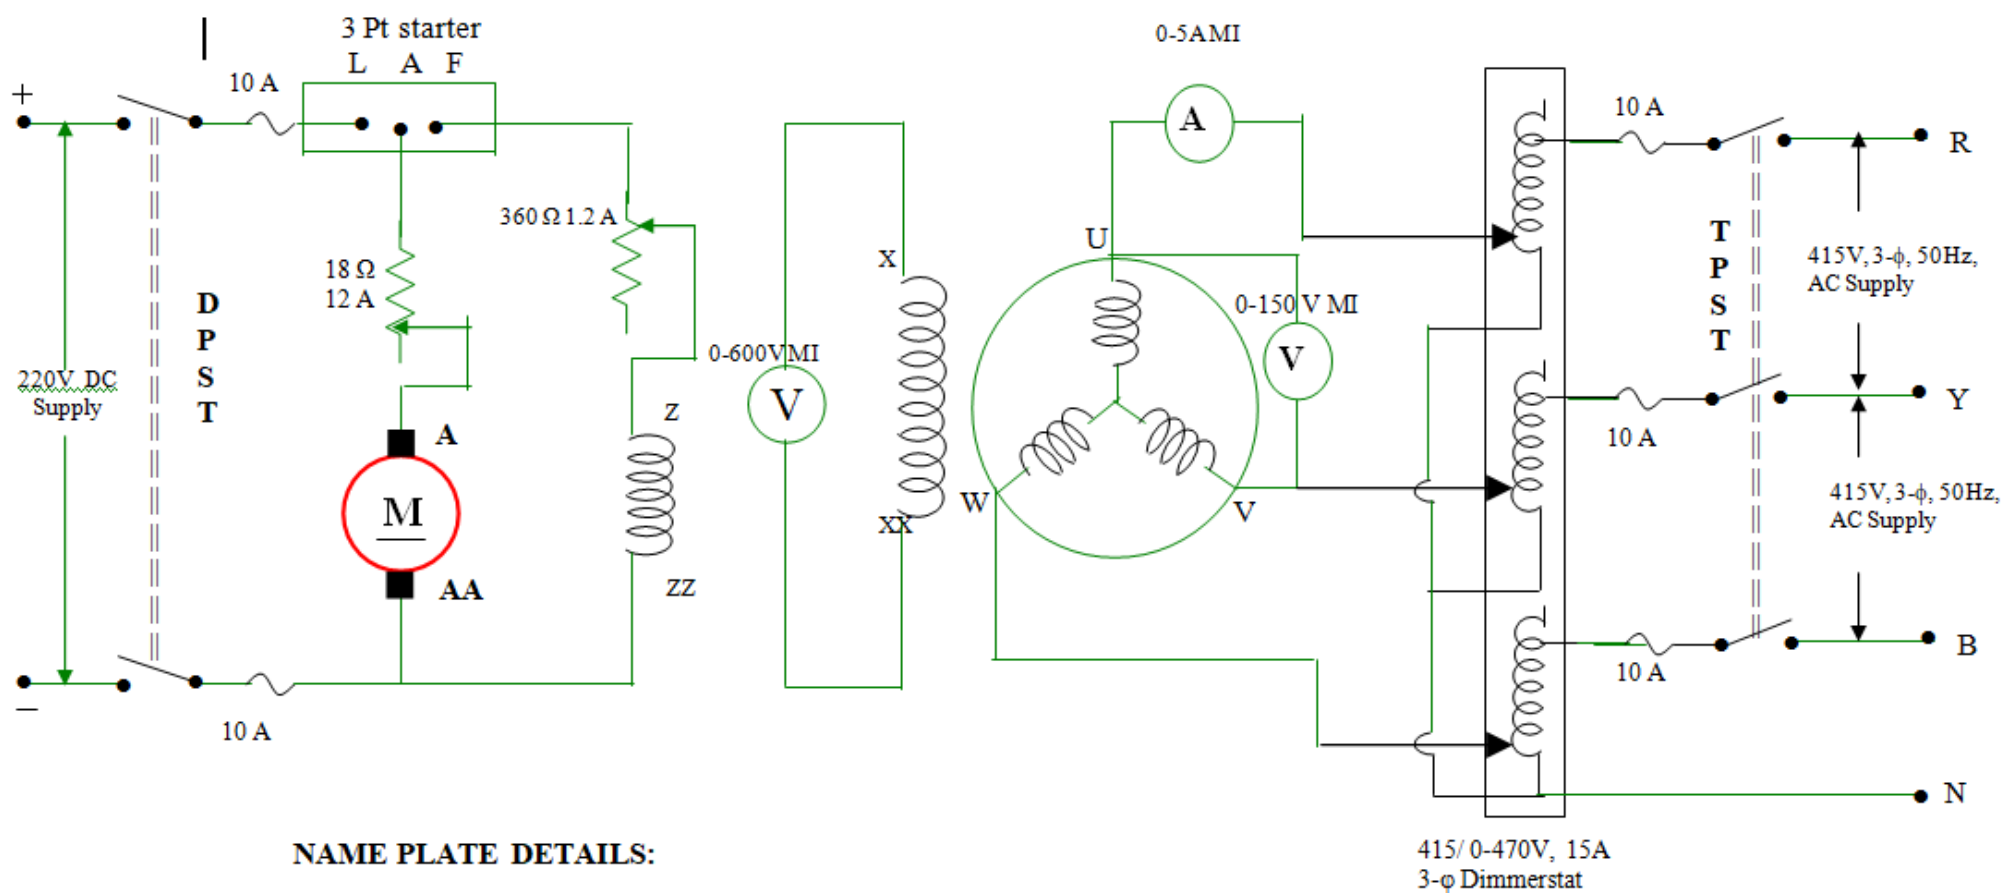 3 Pt starter
L A F
10 A
+
0-5AMI
A
10 A
R
360 Ω 1.2 A
U
X
18 Ω
12 A
T
P
S
T
415V, 3-ϕ, 50Hz,
AC Supply
D
P
S
T
0-150 V MI
V
0-600VMI
V
220V DC
Supply
Z
A
Y
10 A
M
W
V
XX
415V, 3-ϕ, 50Hz,
AC Supply
AA
ZZ
B
10 A
–
10 A
N
NAME PLATE DETAILS:
415/ 0-470V, 15A
3-φ Dimmerstat